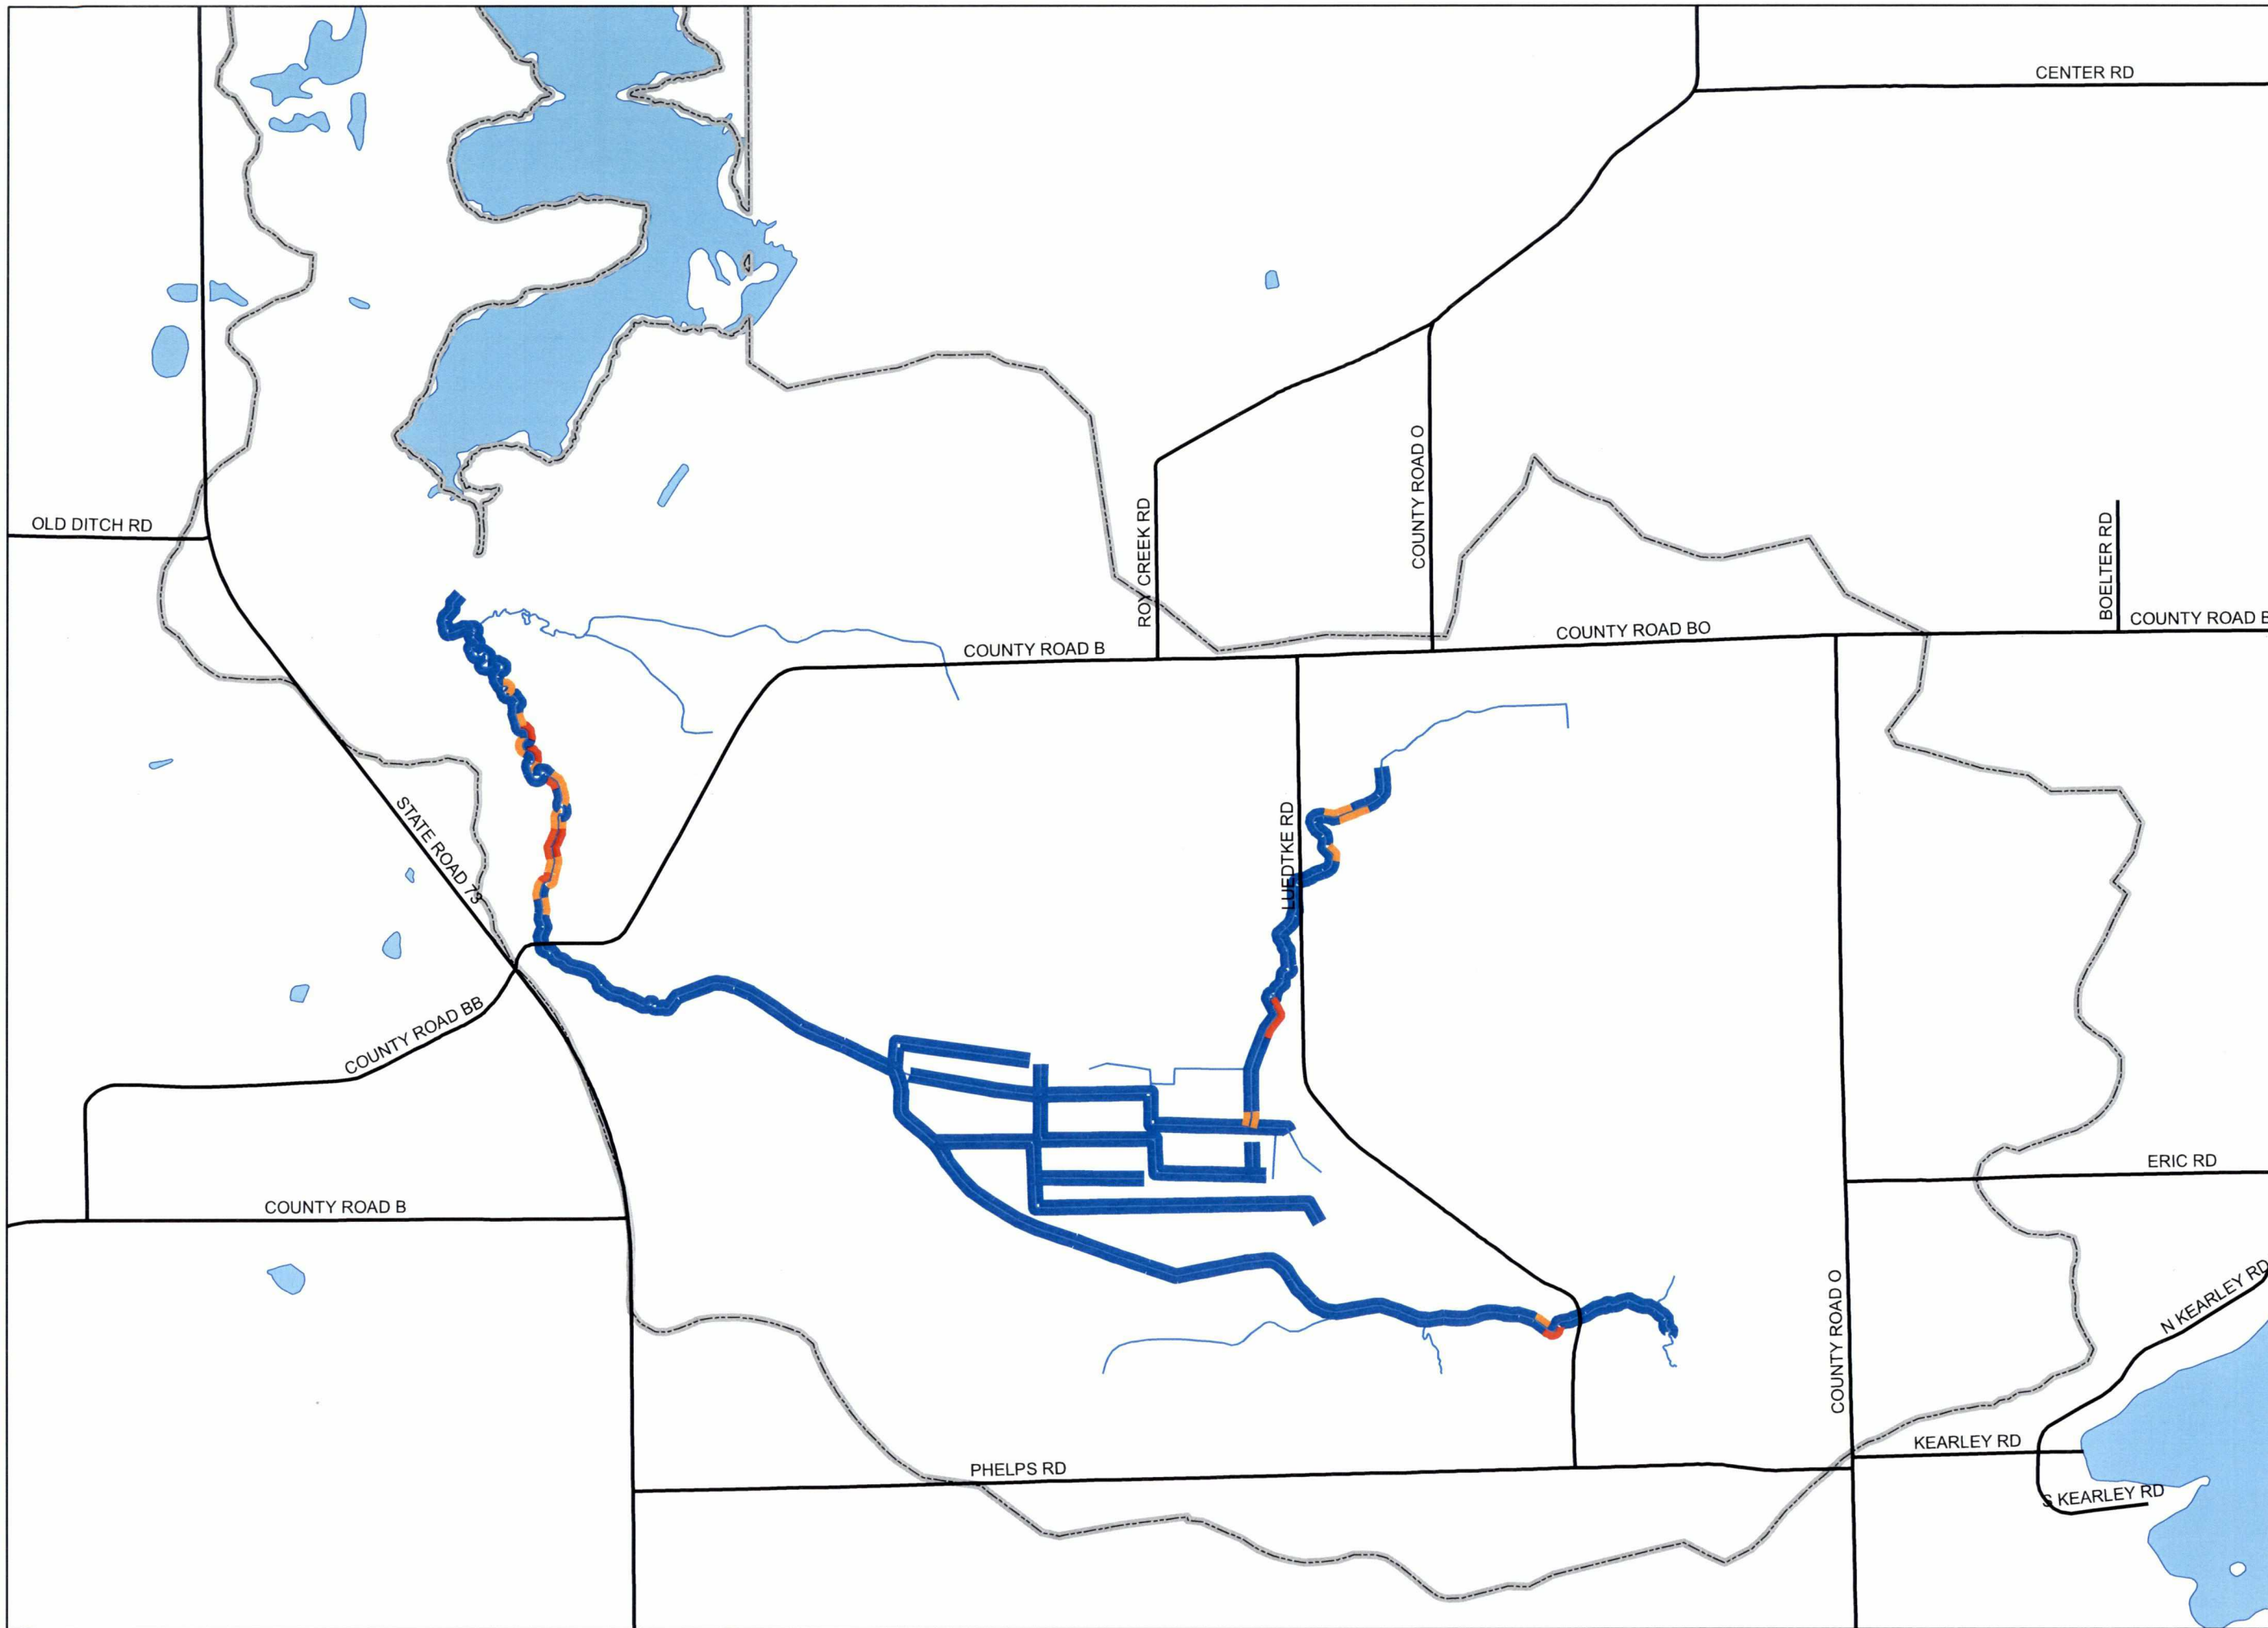 CENTER RD
COUNTY ROAD O
ROY CREEK RD
OLD DITCH RD
BOELTER RD
COUNTY ROAD B
COUNTY ROAD BO
COUNTY ROAD B
STATE ROAD 73
LUEDTKE RD
COUNTY ROAD BB
ERIC RD
COUNTY ROAD B
N KEARLEY RD
COUNTY ROAD O
KEARLEY RD
PHELPS RD
S KEARLEY RD